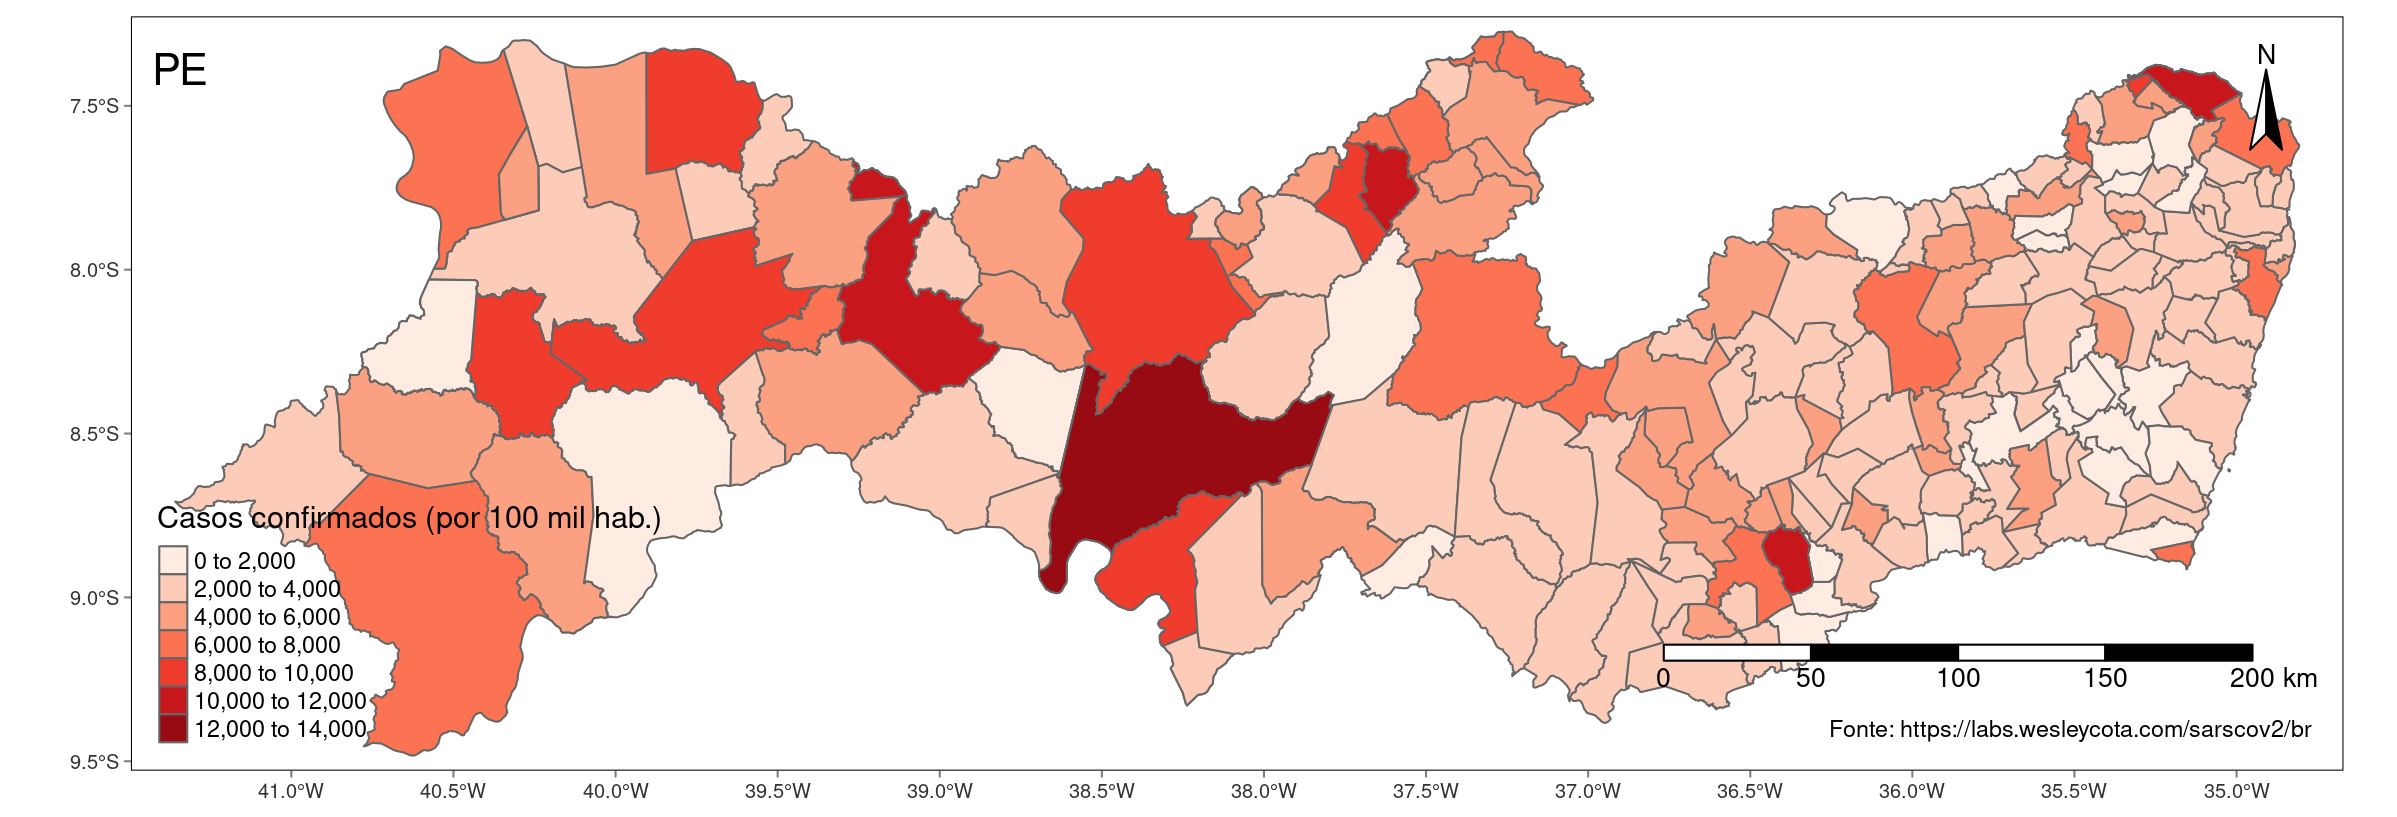 PE
N
7.5°S
8.0°S
8.5°S
9.0°S
9.5°S
Casos confirmados (por 100 mil hab.)
0 to 2,000
2,000 to 4,000
4,000 to 6,000
6,000 to 8,000
8,000 to 10,000
10,000 to 12,000
12,000 to 14,000
0 50 100 150 200 km
Fonte: https://labs.wesleycota.com/sarscov2/br
41.0°W 40.5°W 40.0°W 39.5°W 39.0°W 38.5°W 38.0°W 37.5°W 37.0°W 36.5°W 36.0°W 35.5°W 35.0°W